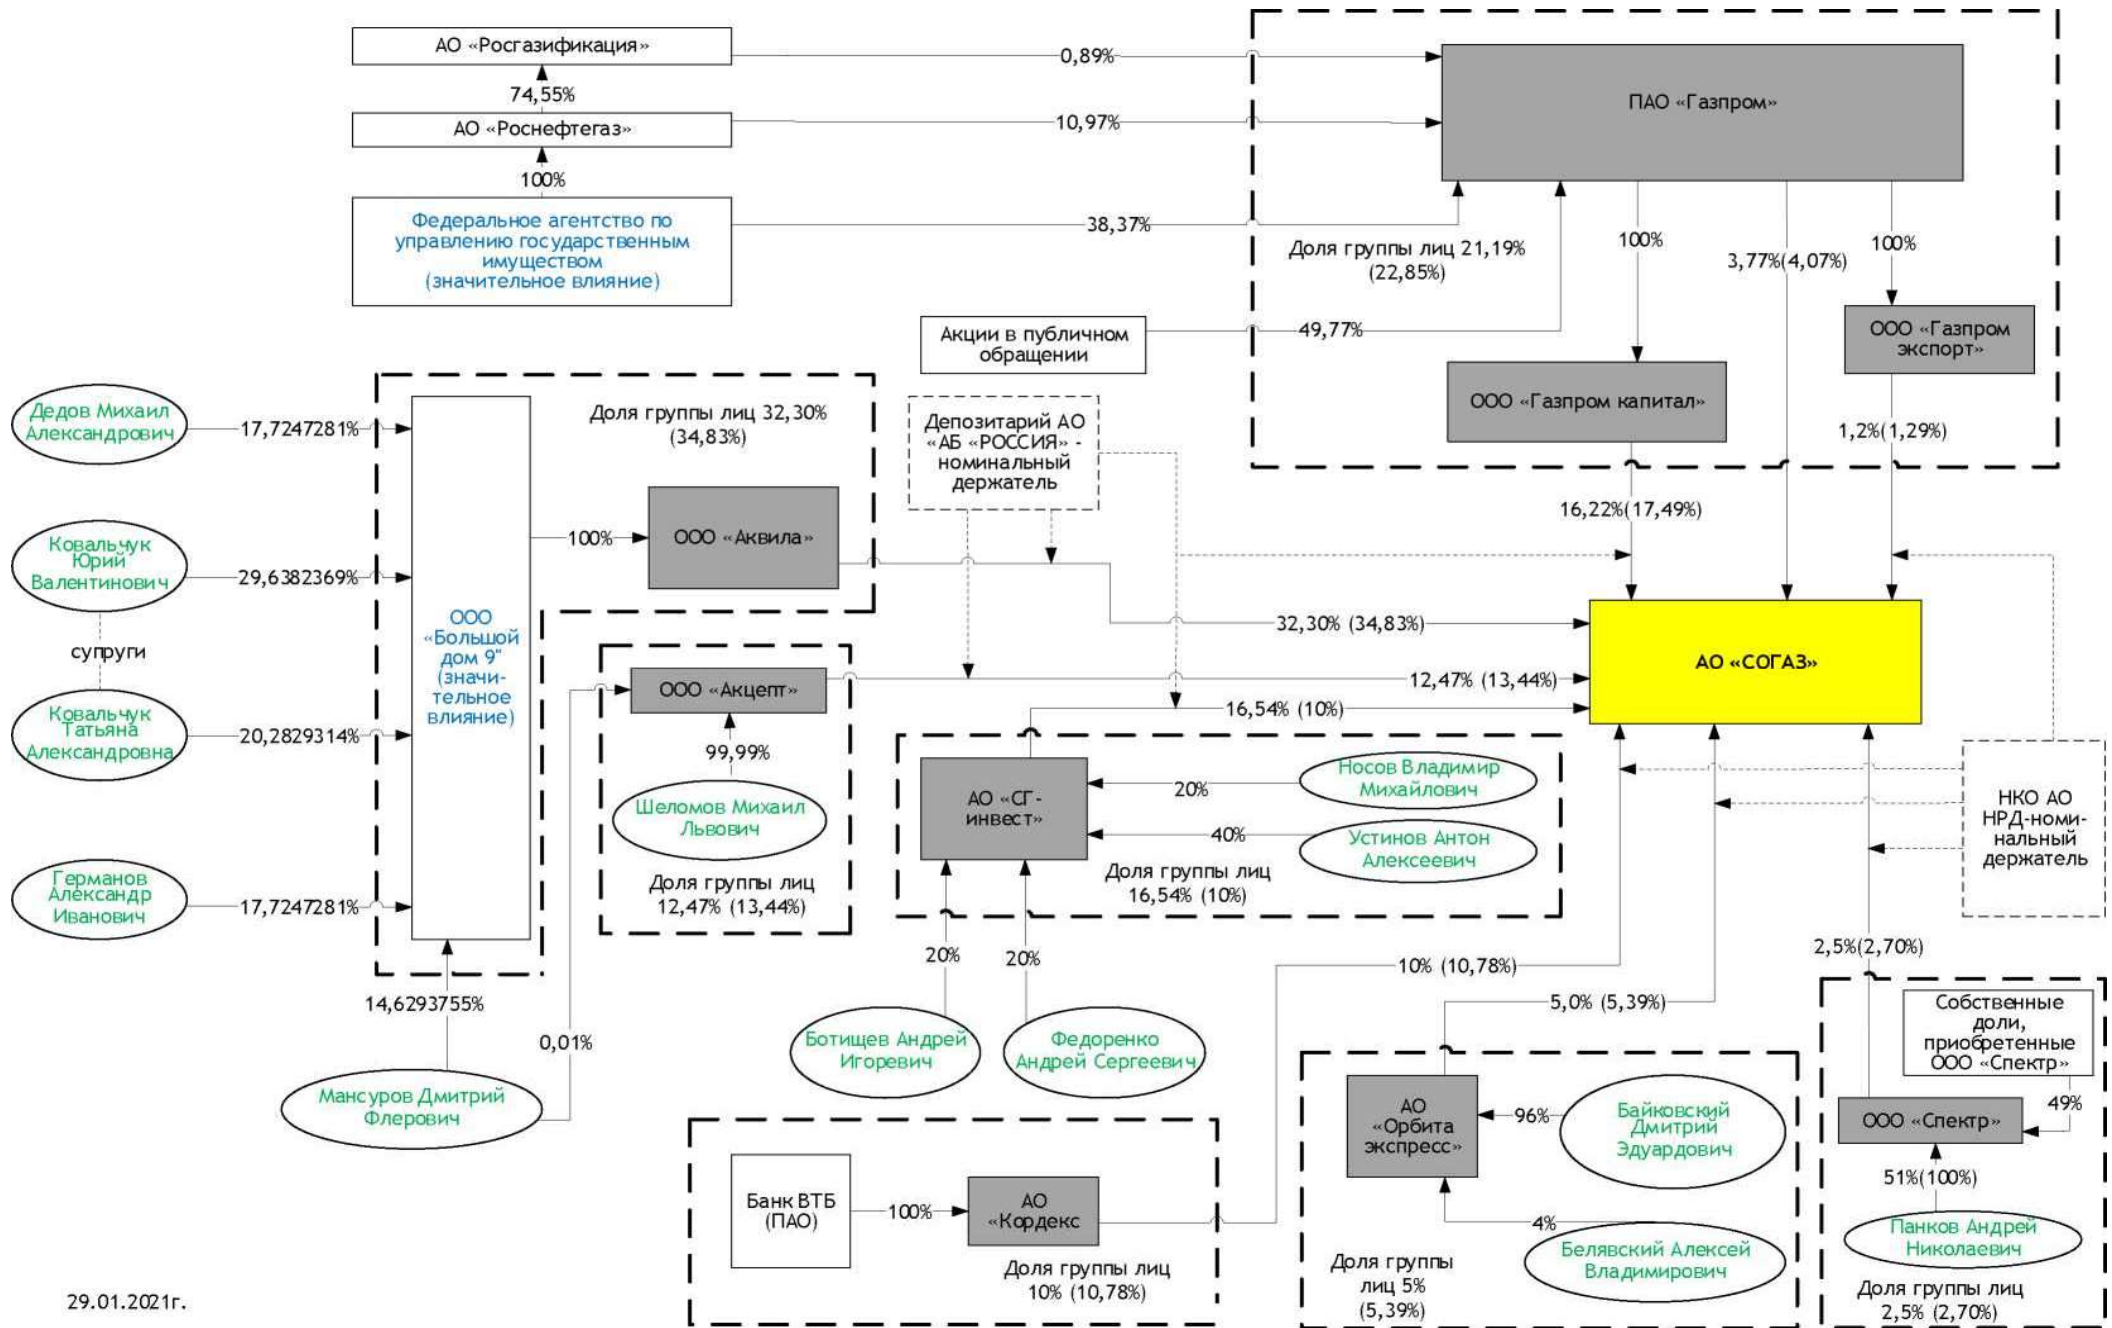 АО «Росгазификация»
0,89%
74,55%
ПАО «Газпром»
АО «Роснефтегаз»
10,97%
100%
Федеральное агентство по
управлению государственным
имуществом
(значительное влияние)
38,37%
Доля группы лиц 21,19%
(22,85%)
100%
3,77%(4,07%)
100%
Акции в публичном
обращении
49,77%
ООО «Газпром
экспорт»
ООО «Газпром капитал»
1,2%(1,29%)
16,22%(17,49%)
Дедов Михаил
Александрович
17,7247281%
Доля группы лиц 32,30%
(34,83%)
Депозитарий АО
«АБ «РОССИЯ» -
номинальный
держатель
Ковальчук
Юрий
Валентинович
29,6382369%
100%
ООО «Аквила»
супруги
ООО
«Большой
дом 9"
(значи-
тельное
влияние)
32,30% (34,83%)
АО «СОГАЗ»
ООО «Акцепт»
12,47% (13,44%)
16,54% (10%)
Ковальчук
Татьяна
Александровна
20,2829314%
99,99%
Шеломов Михаил
Львович
Доля группы лиц
12,47% (13,44%)
АО «СГ-
инвест»
20%
Носов Владимир
Михайлович
40%
Устинов Антон
Алексеевич
Доля группы лиц
16,54% (10%)
НКО АО
НРД-номи-
нальный
держатель
Германов
Александр
Иванович
17,7247281%
20%
20%
10% (10,78%)
2,5%(2,70%)
14,6293755%
0,01%
5,0% (5,39%)
Собственные
доли,
приобретенные
ООО «Спектр»
Ботищев Андрей
Игоревич
Федоренко
Андрей Сергеевич
Мансуров Дмитрий
Флерович
АО
«Орбита
экспресс»
96%
Байковский
Дмитрий
Эдуардович
49%
ООО «Спектр»
51%(100%)
Банк ВТБ
(ПАО)
100%
АО
«Кордекс
4%
Белявский Алексей
Владимирович
Панков Андрей
Николаевич
Доля группы лиц
10% (10,78%)
Доля группы
лиц 5%
(5,39%)
Доля группы лиц
2,5% (2,70%)
29.01.2021г.